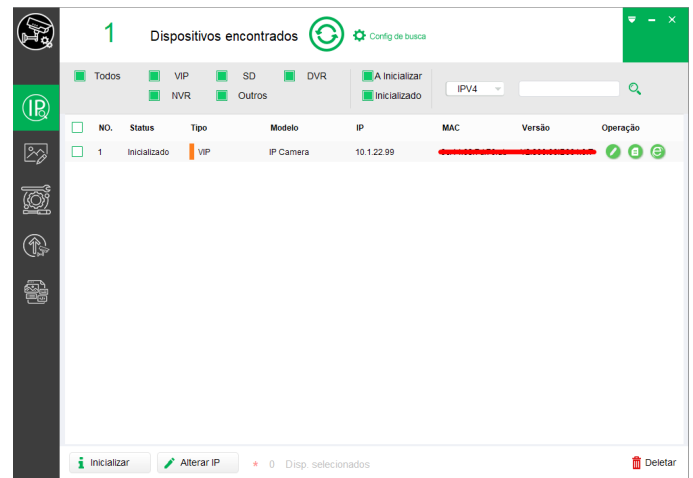 1 Dispositivos encontrados Config de busca
Todos VIP SD DVR A Inicializar
NVR Outros Inicializado
IPV4
IP
NO. Status Tipo Modelo IP MAC Versão Operação
1 Inicializado VIP IP Camera 10.1.22.99
Inicializar Alterar IP * 0 Disp. selecionados Deletar